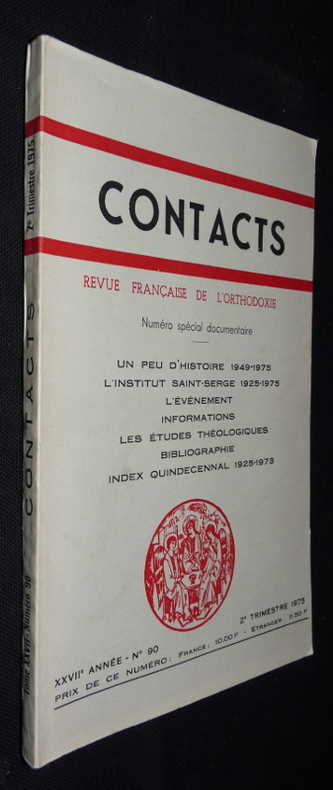 CONTACTS
REVUE FRANÇAISE DE L'ORTHODOXIE
Numéro spécial documentaire
UN PEU D'HISTOIRE 1949-1975
L'INSTITUT SAINT-SERGE 1925-1975
L'ÉVÉNEMENT
INFORMATIONS
LES ÉTUDES THÉOLOGIQUES
BIBLIOGRAPHIE
INDEX QUINDECENNAL 1925-1973
XXVIIe ANNÉE - N° 90
2e TRIMESTRE 1975
PRIX DE CE NUMÉRO: FRANCE: 10.00 F - ETRANGER: 11.50 F
Tome XXVII - Numéro 90
CONTACTS
2e Trimestre 1975